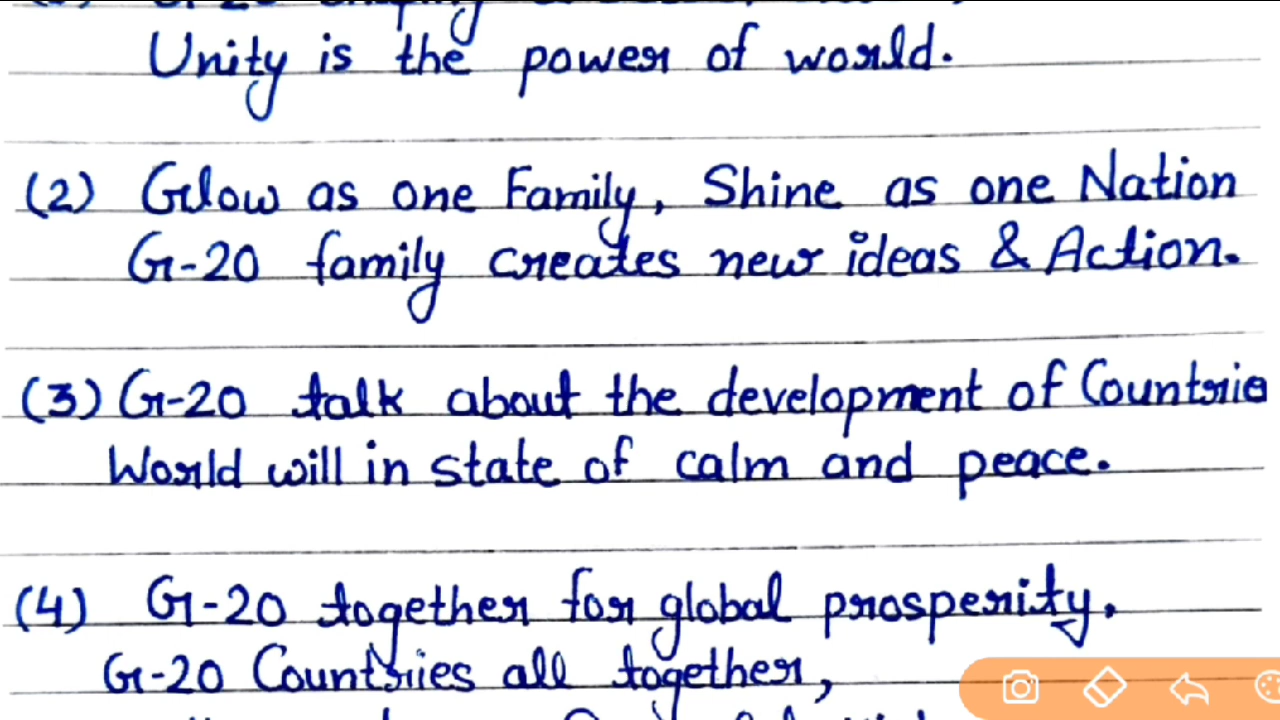 Unity is the power of world.
(2) Glow as one Family, Shine as one Nation
G-20 family creates new ideas & Action.
(3) G-20 talk about the development of Countrie
World will in state of calm and peace.
(4) G-20 together for global prosperity.
G-20 Countries all together,